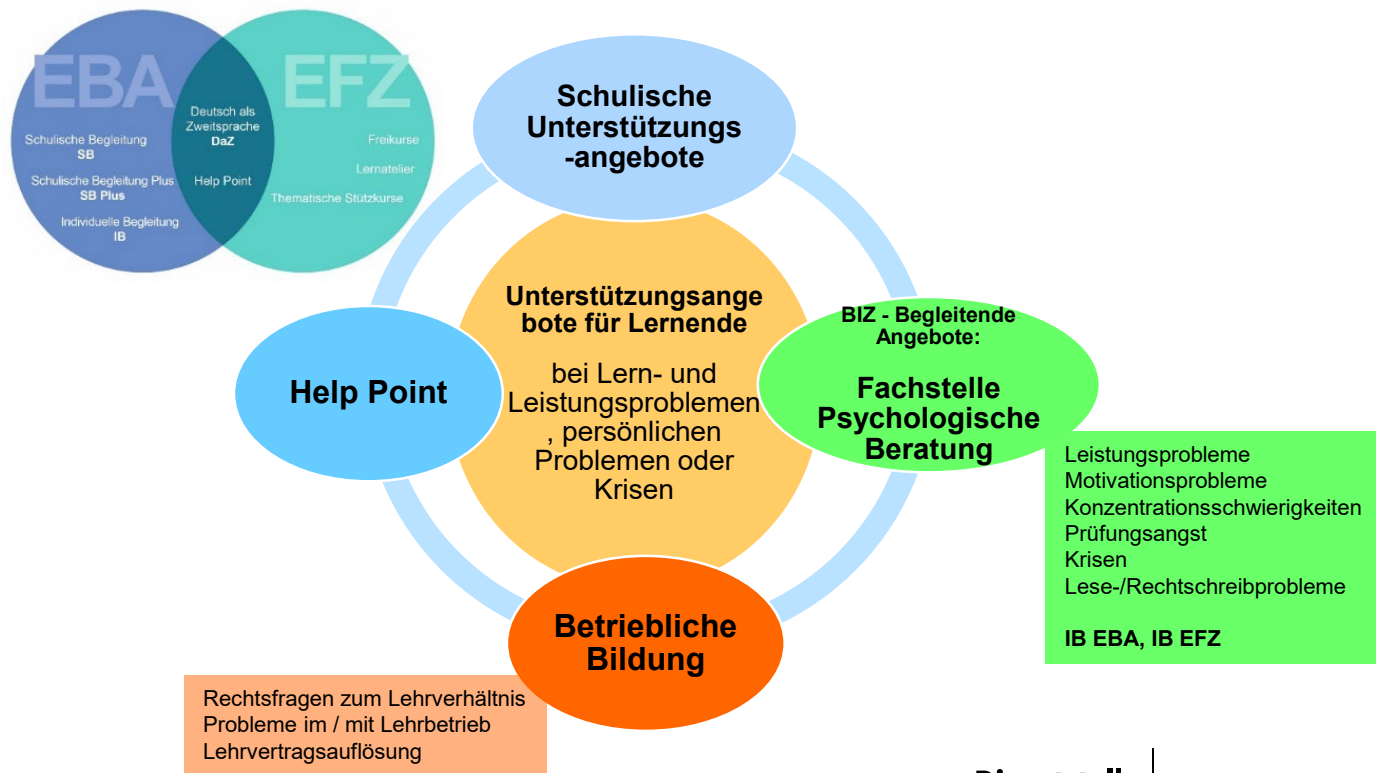 EBA
EFZ
Deutsch als
Zweitsprache
DaZ
Help Point
Schulische Begleitung
SB
Schulische Begleitung Plus
SB Plus
Individuelle Begleitung
IB
Freikurse
Lernatelier
Thematische Stützkurse
Schulische
Unterstützungs
-angebote
Unterstützungsange
bote für Lernende
bei Lern- und
Leistungsproblemen
, persönlichen
Problemen oder
Krisen
Help Point
BIZ - Begleitende
Angebote:
Fachstelle
Psychologische
Beratung
Leistungsprobleme
Motivationsprobleme
Konzentrationsschwierigkeiten
Prüfungsangst
Krisen
Lese-/Rechtschreibprobleme
IB EBA, IB EFZ
Betriebliche
Bildung
Rechtsfragen zum Lehrverhältnis
Probleme im / mit Lehrbetrieb
Lehrvertragsauflösung